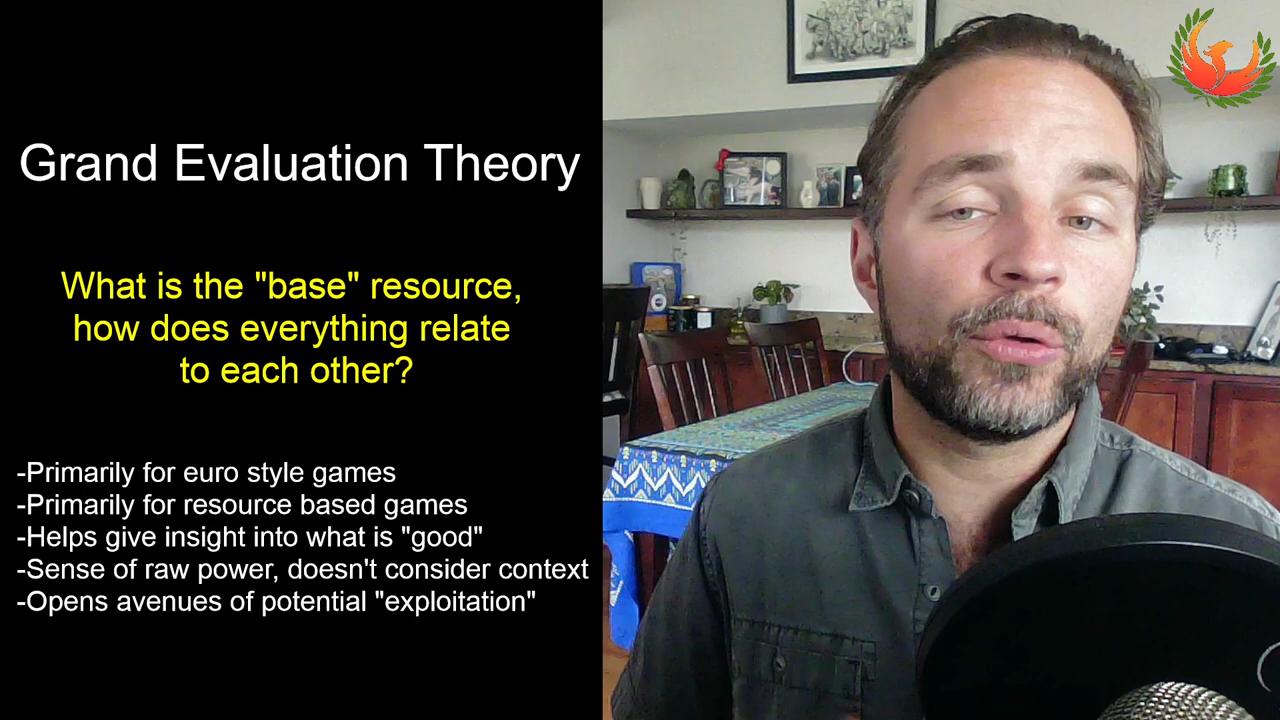 Grand Evaluation Theory
What is the "base" resource,
how does everything relate
to each other?
-Primarily for euro style games
-Primarily for resource based games
-Helps give insight into what is "good"
-Sense of raw power, doesn't consider context
-Opens avenues of potential "exploitation"